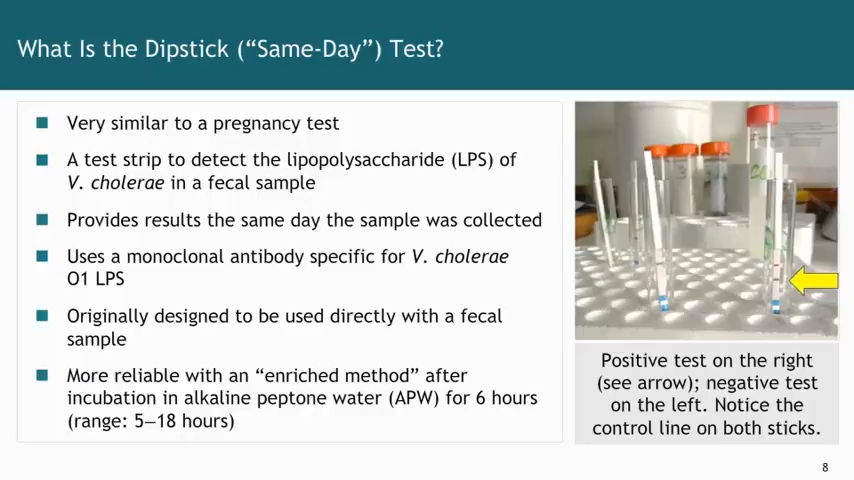 What Is the Dipstick (“Same-Day”) Test?
Very similar to a pregnancy test
A test strip to detect the lipopolysaccharide (LPS) of
V. cholerae in a fecal sample
Provides results the same day the sample was collected
Uses a monoclonal antibody specific for V. cholerae
O1 LPS
Originally designed to be used directly with a fecal
sample
More reliable with an “enriched method” after
incubation in alkaline peptone water (APW) for 6 hours
(range: 5–18 hours)
Positive test on the right
(see arrow); negative test
on the left. Notice the
control line on both sticks.
8